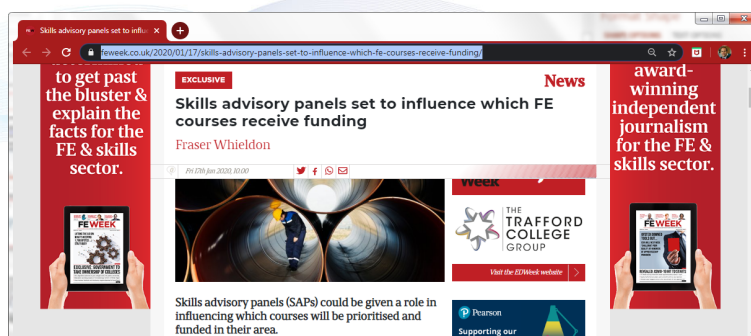 Skills advisory panels set to influ
feweek.co.uk/2020/01/17/skills-advisory-panels-set-to-influence-which-fe-courses-receive-funding/
to get past
the bluster &
explain the
facts for the
FE & skills
sector.
FE WEEK
EXCLUSIVE
News
Skills advisory panels set to influence which FE
courses receive funding
Fraser Whieldon
Fri 17th Jan 2020, 10.00
Skills advisory panels (SAPs) could be given a role in
influencing which courses will be prioritised and
funded in their area.
Week
THE
TRAFFORD
COLLEGE
GROUP
Visit the EDWeek website
Pearson
Supporting our
award-
winning
independent
journalism
for the FE &
skills sector.
FE WEEK